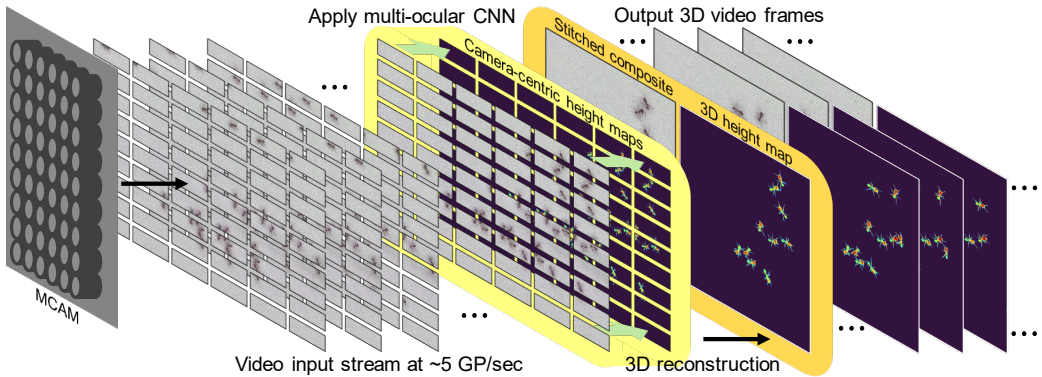 Apply multi-ocular CNN
Output 3D video frames
Stitched composite
3D height map
Camera-centric height maps
MCAM
Video input stream at ~5 GP/sec
3D reconstruction